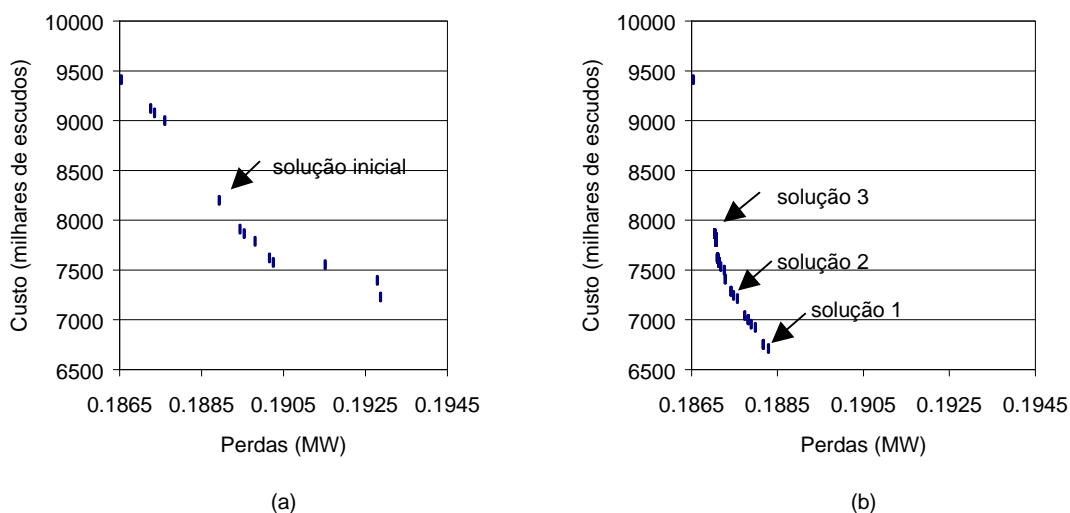 10000
9500
9000
8500
8000
7500
7000
6500
Custo (milhares de escudos)
solução inicial
0.1865 0.1885 0.1905 0.1925 0.1945
Perdas (MW)
(a)
10000
9500
9000
8500
8000
7500
7000
6500
Custo (milhares de escudos)
solução 3
solução 2
solução 1
0.1865 0.1885 0.1905 0.1925 0.1945
Perdas (MW)
(b)